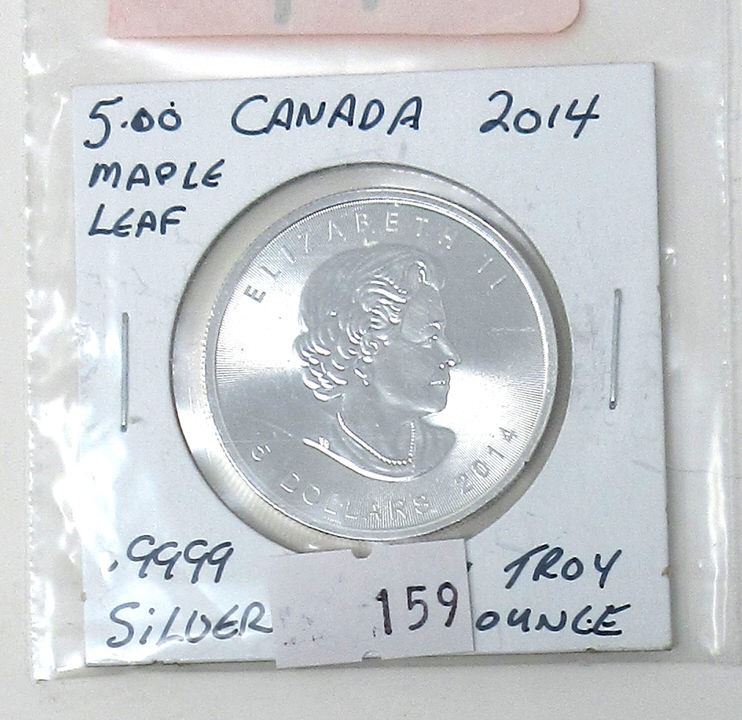 5.00 CANADA 2014
MAPLE
LEAF
ELIZABETH II
5 DOLLARS 2014
.9999 TROY
SILVER 159 OUNCE